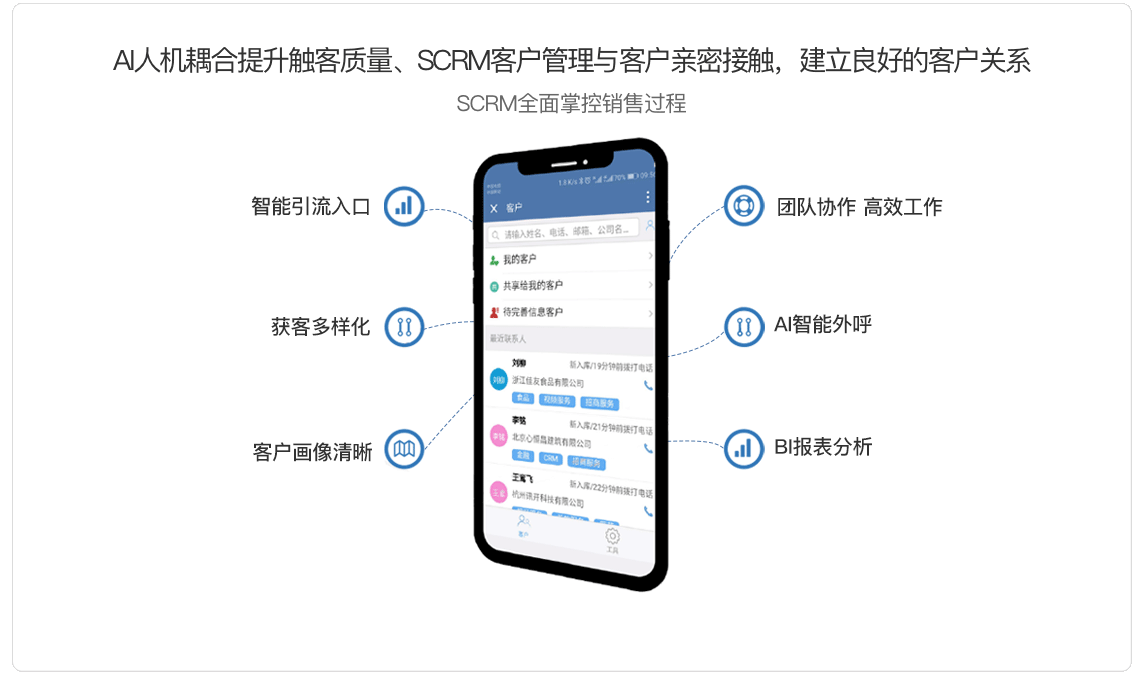 AI人机耦合提升触客质量、SCRM客户管理与客户亲密接触，建立良好的客户关系
SCRM全面掌控销售过程
智能引流入口
获客多样化
客户画像清晰
1.8 K/s
70%
09:50
客户
请输入姓名、电话、邮箱、公司名...
我的客户
共享给我的客户
待完善信息客户
最近联系人
刘柳
新入库/19分钟前拨打电话
刘柳
浙江佳友食品有限公司
食品
视频服务
招商服务
李铭
新入库/21分钟前拨打电话
李铭
北京心恒昌建筑有限公司
金融
CRM
招商服务
新入库/22分钟前拨打电话
杭州讯开科技有限公司
客户
工具
团队协作 高效工作
AI智能外呼
BI报表分析